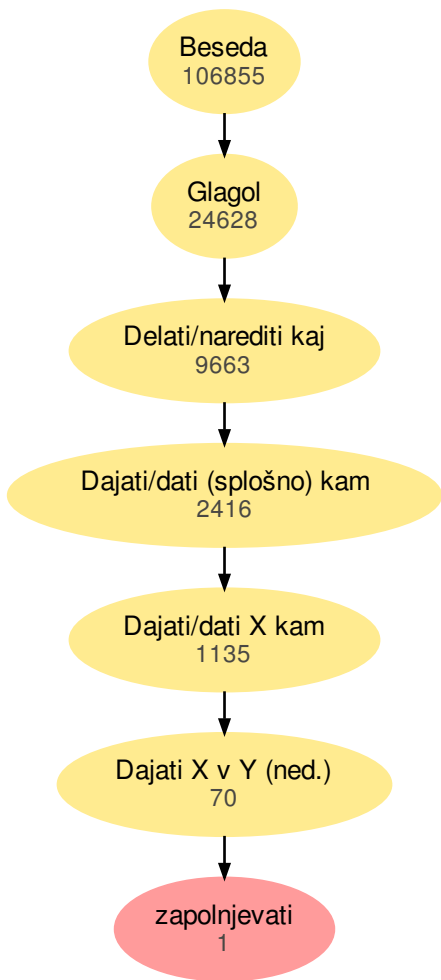 Beseda
106855
Glagol
24628
Delati/narediti kaj
9663
Dajati/dati (splošno) kam
2416
Dajati/dati X kam
1135
Dajati X v Y (ned.)
70
zapolnjevati
1